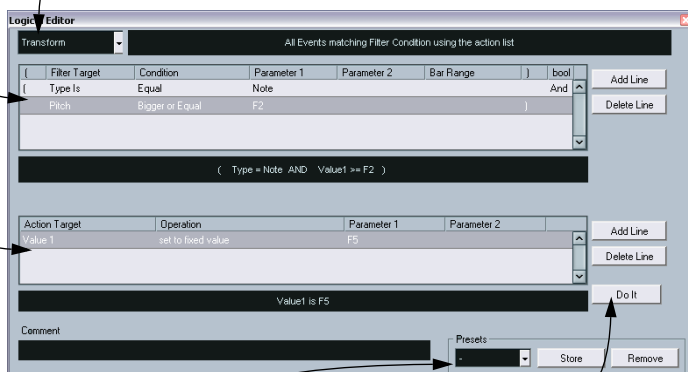 Logical Editor
Transform All Events matching Filter Condition using the action list
( Filter Target Condition Parameter 1 Parameter 2 Bar Range ) bool
( Type Is Equal Note And
Pitch Bigger or Equal F2 )
Add Line
Delete Line
( Type = Note AND Value1 >= F2 )
Action Target Operation Parameter 1 Parameter 2
Value 1 set to fixed value F5
Add Line
Delete Line
Do It
Value1 is F5
Comment
Presets
- Store Remove